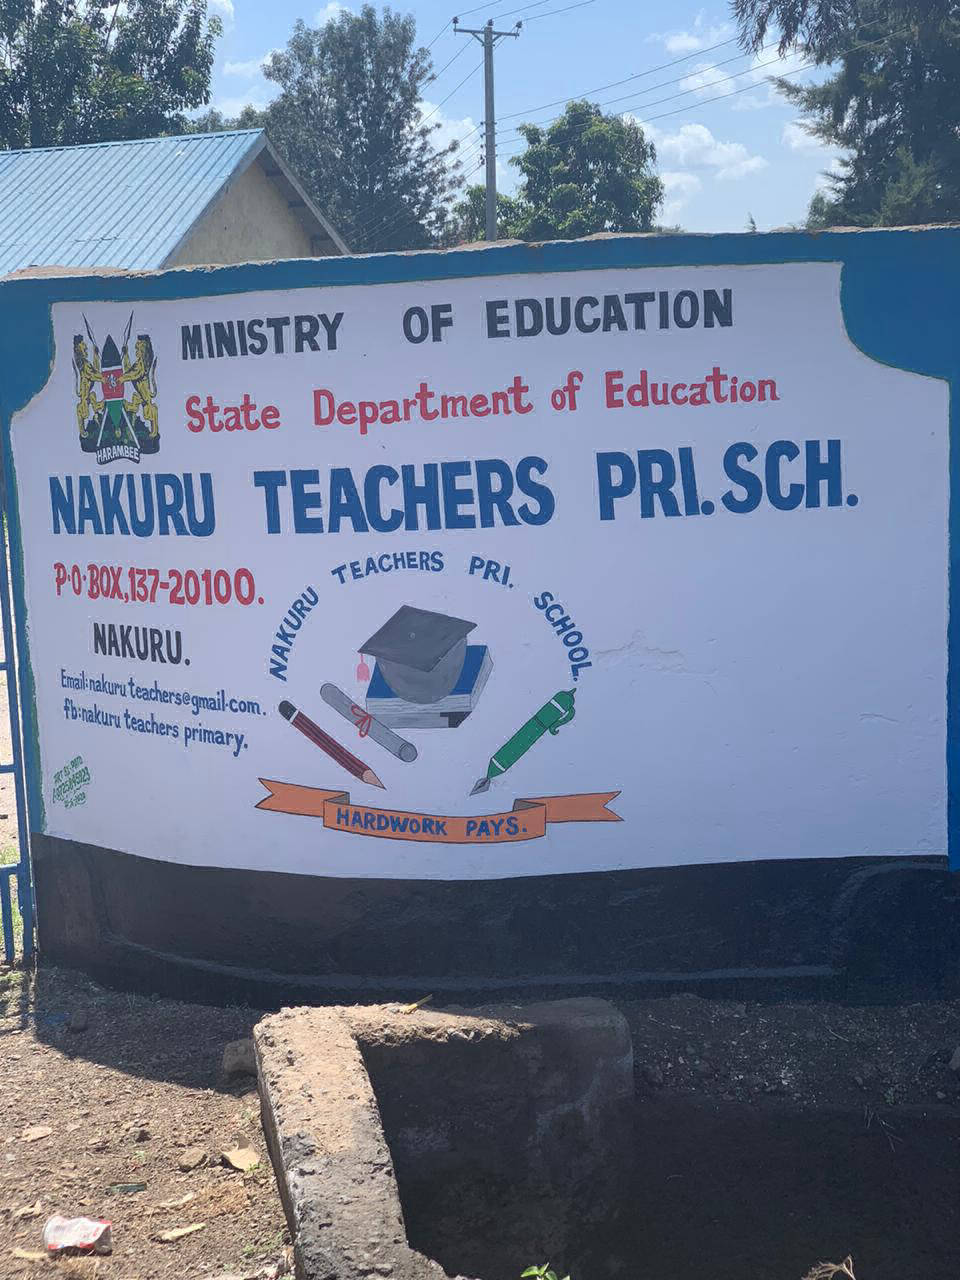 MINISTRY OF EDUCATION
State Department of Education
HARAMBEE
NAKURU TEACHERS PRI. SCH.
P.O. BOX, 137-20100.
NAKURU.
Email: nakuru teachers@gmail.com.
fb: nakuru teachers primary.
NAKURU TEACHERS PRI. SCHOOL.
HARDWORK PAYS.